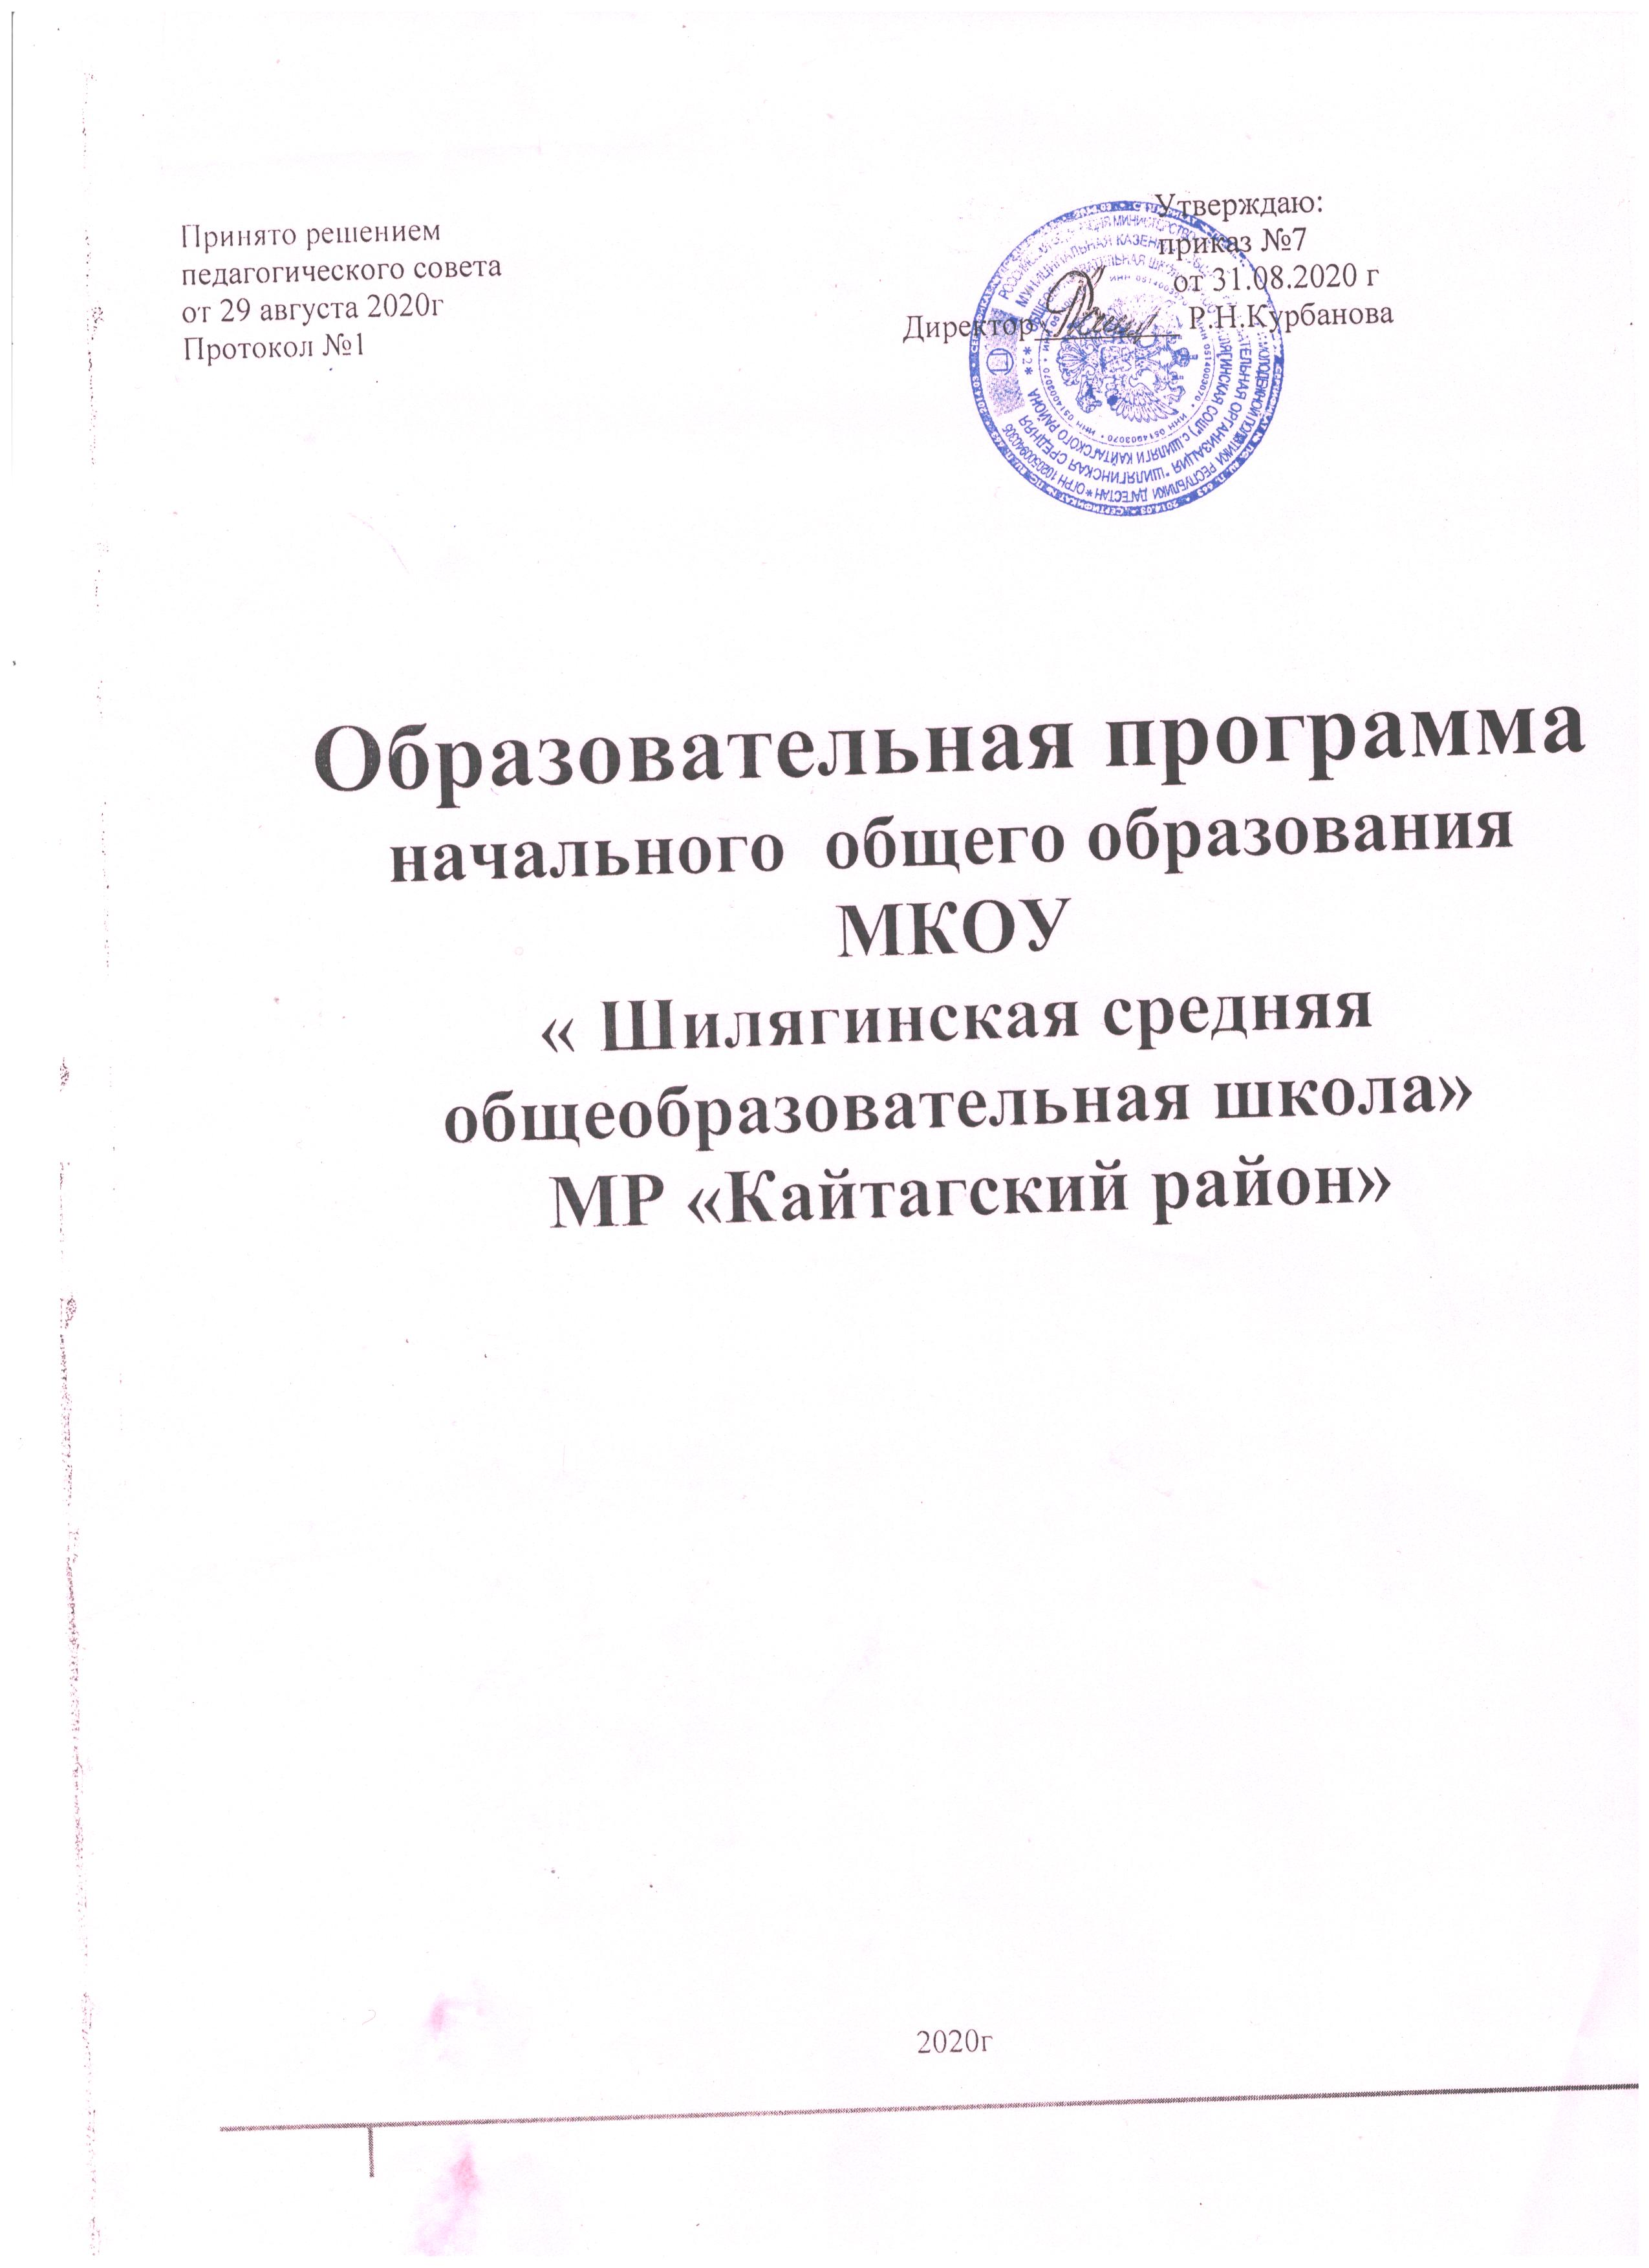 Принято решением
педагогического совета
от 29 августа 2020г
Протокол №1
Утверждаю:
приказ №7
от 31.08.2020 г
Директор Р.Н.Курбанова
Образовательная программа
начального общего образования
МКОУ
« Шилягинская средняя
общеобразовательная школа»
МР «Кайтагский район»
2020г